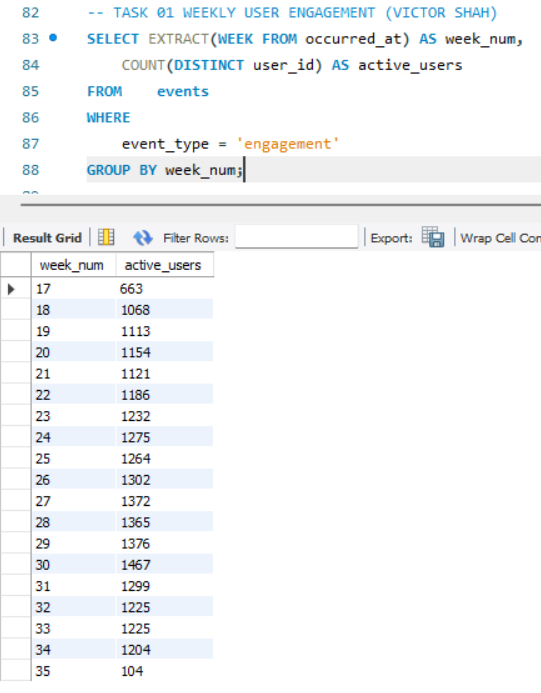 82 -- TASK 01 WEEKLY USER ENGAGEMENT (VICTOR SHAH)
83 SELECT EXTRACT(WEEK FROM occurred_at) AS week_num,
84 COUNT(DISTINCT user_id) AS active_users
85 FROM events
86 WHERE
87 event_type = 'engagement'
88 GROUP BY week_num;
Result Grid Filter Rows: Export: Wrap Cell Con
week_num active_users
17 663
18 1068
19 1113
20 1154
21 1121
22 1186
23 1232
24 1275
25 1264
26 1302
27 1372
28 1365
29 1376
30 1467
31 1299
32 1225
33 1225
34 1204
35 104